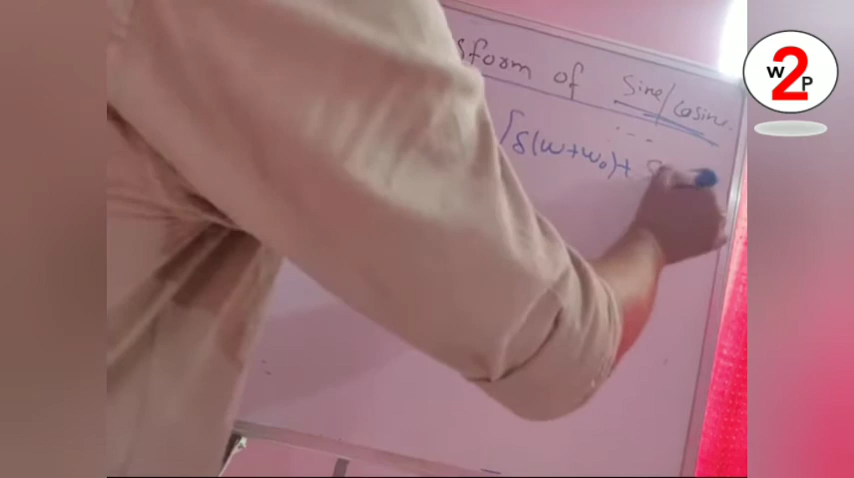 sform of Sine/Cosine.
[δ(ω+ω₀)+
W2P